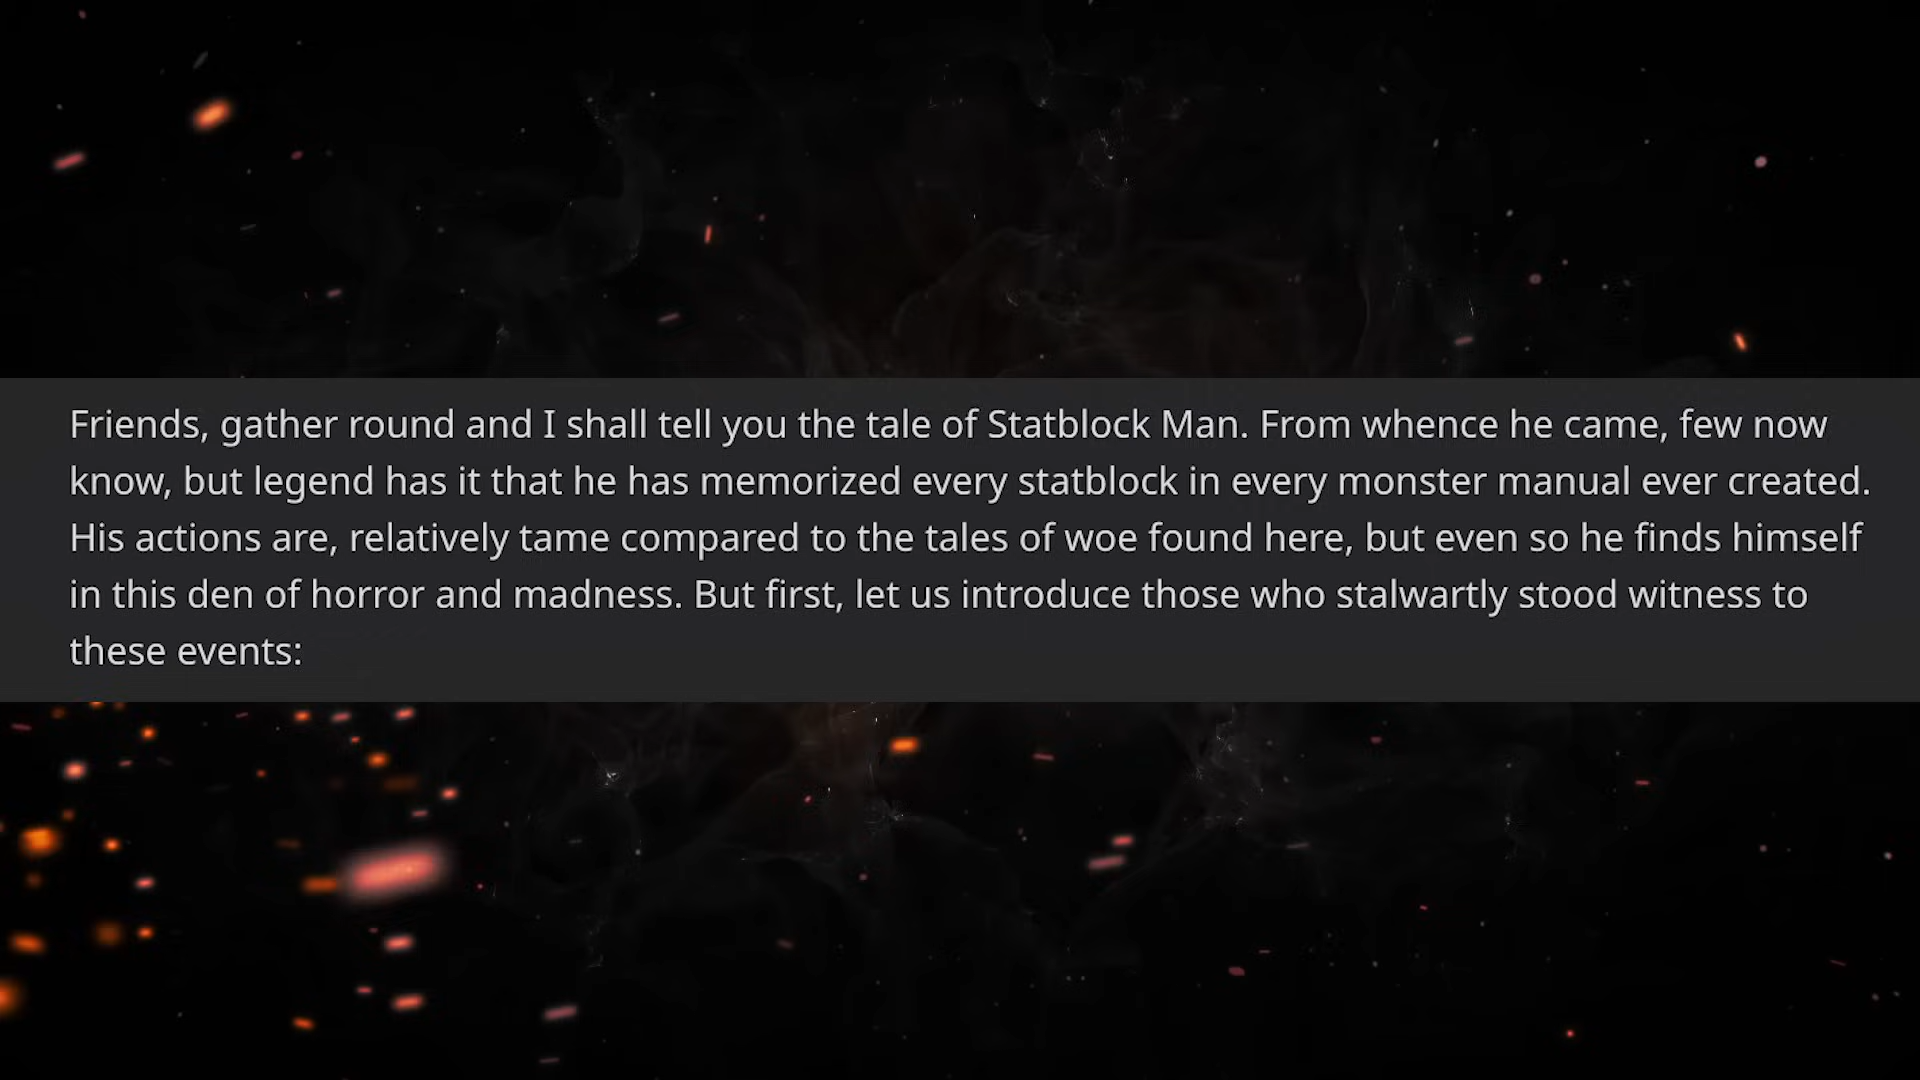 Friends, gather round and I shall tell you the tale of Statblock Man. From whence he came, few now
know, but legend has it that he has memorized every statblock in every monster manual ever created.
His actions are, relatively tame compared to the tales of woe found here, but even so he finds himself
in this den of horror and madness. But first, let us introduce those who stalwartly stood witness to
these events: